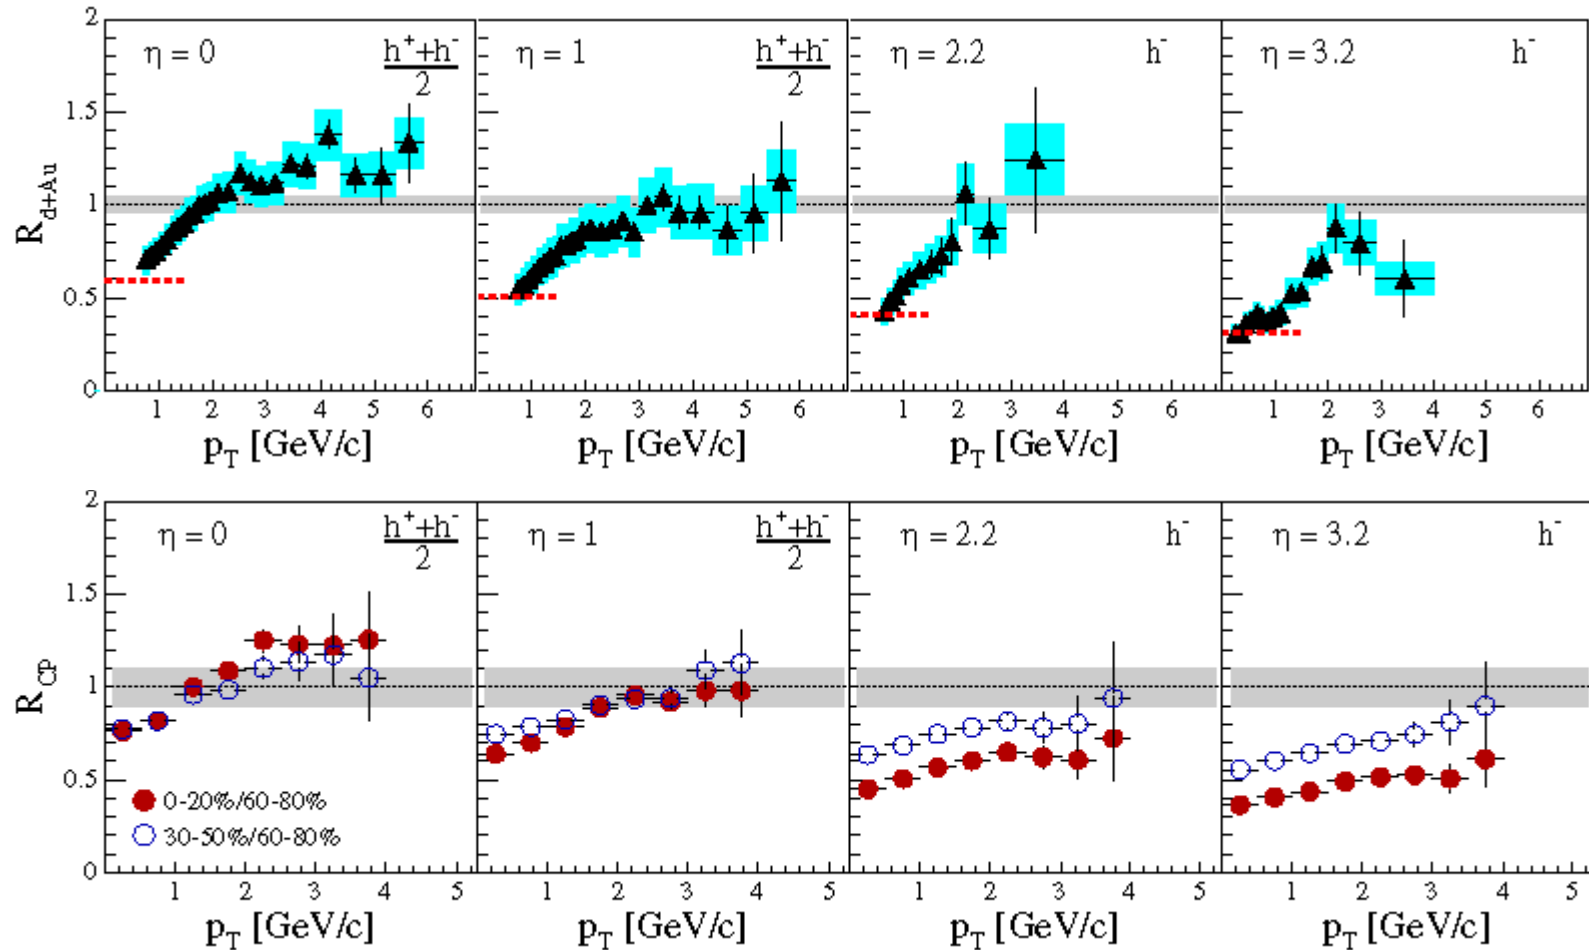 2
1.5
1
0.5
0
R_{d+Au}
η = 0
h⁺+h⁻
2
η = 1
h⁺+h⁻
2
η = 2.2
h⁻
η = 3.2
h⁻
1 2 3 4 5 6
1 2 3 4 5 6
1 2 3 4 5 6
1 2 3 4 5 6
p_T [GeV/c]
p_T [GeV/c]
p_T [GeV/c]
p_T [GeV/c]
2
1.5
1
0.5
0
R_{CP}
η = 0
h⁺+h⁻
2
η = 1
h⁺+h⁻
2
η = 2.2
h⁻
η = 3.2
h⁻
0-20%/60-80%
30-50%/60-80%
1 2 3 4 5
1 2 3 4 5
1 2 3 4 5
1 2 3 4 5
p_T [GeV/c]
p_T [GeV/c]
p_T [GeV/c]
p_T [GeV/c]